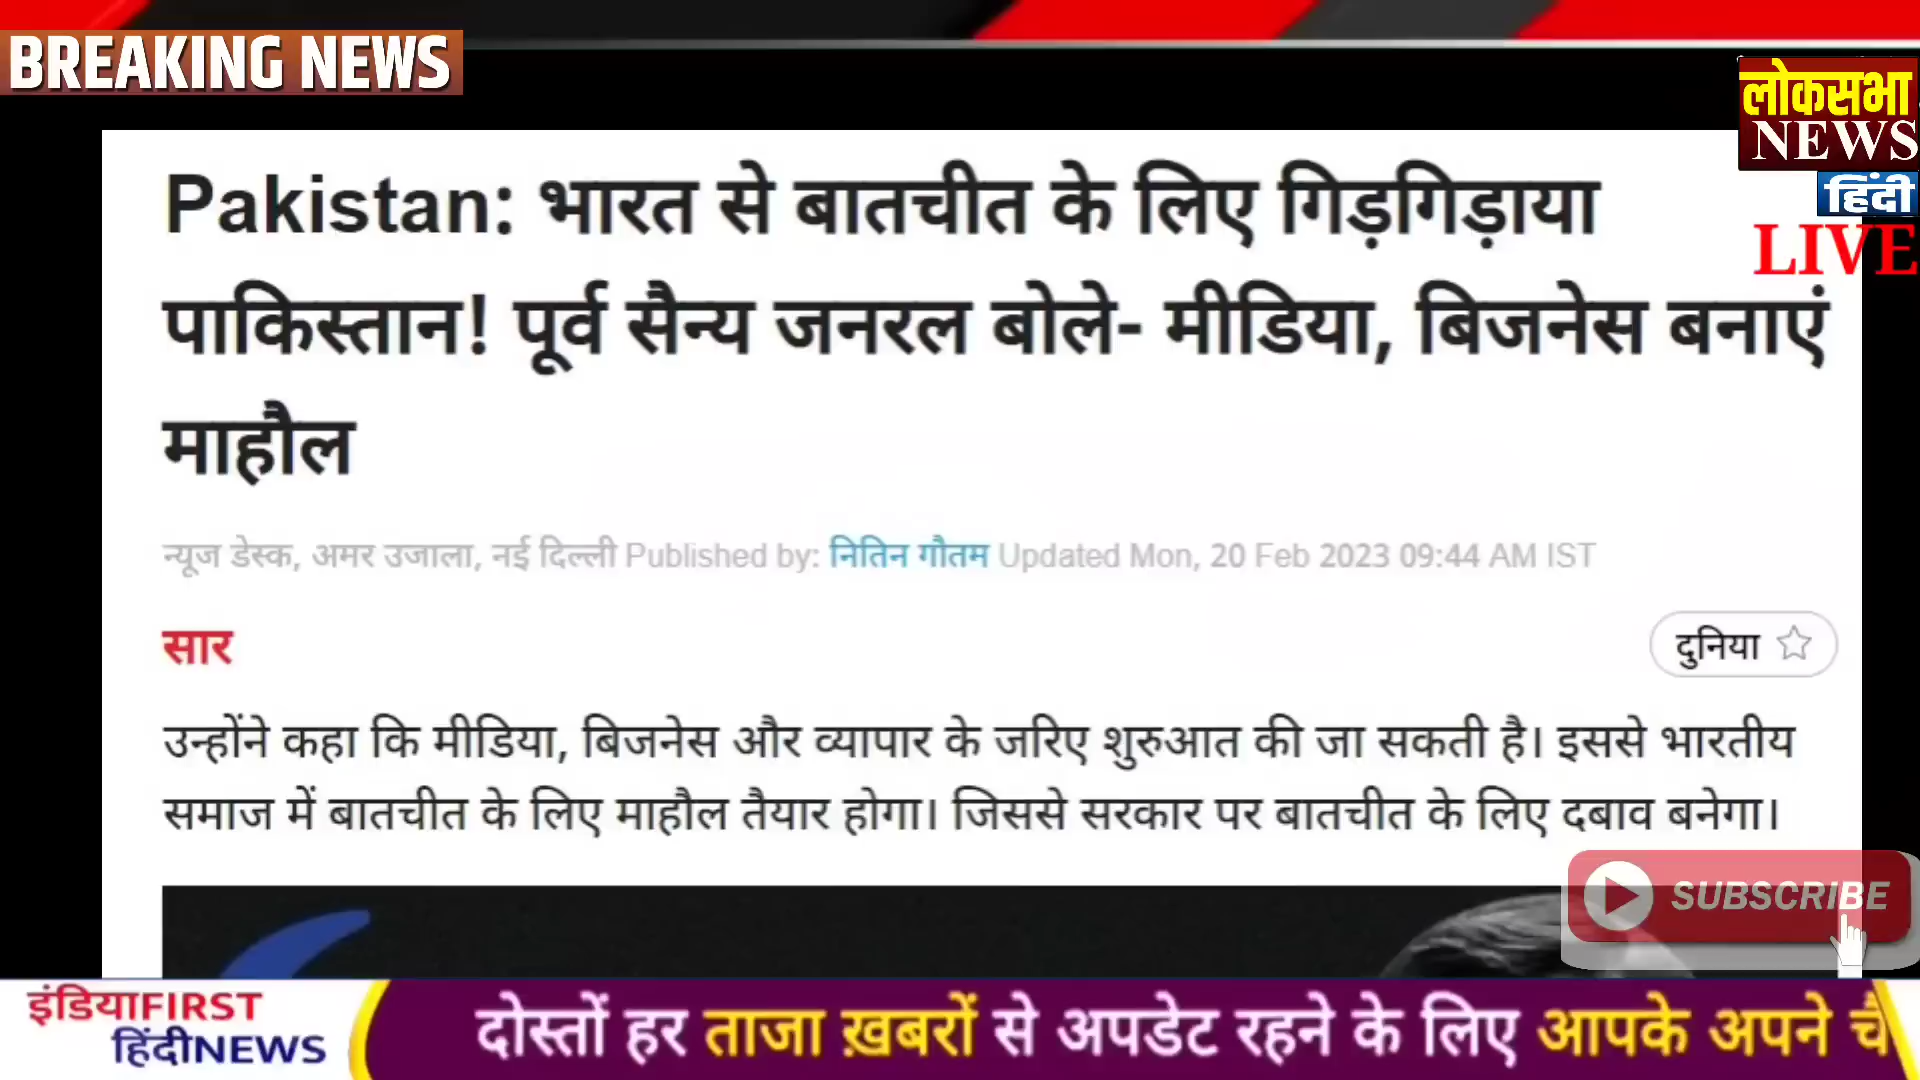 BREAKING NEWS
लोकसभा
NEWS
हिंदी
LIVE
Pakistan: भारत से बातचीत के लिए गिड़गिड़ाया
पाकिस्तान! पूर्व सैन्य जनरल बोले- मीडिया, बिजनेस बनाएं
माहौल
न्यूज डेस्क, अमर उजाला, नई दिल्ली Published by: नितिन गौतम Updated Mon, 20 Feb 2023 09:44 AM IST
सार
दुनिया
उन्होंने कहा कि मीडिया, बिजनेस और व्यापार के जरिए शुरुआत की जा सकती है। इससे भारतीय
समाज में बातचीत के लिए माहौल तैयार होगा। जिससे सरकार पर बातचीत के लिए दबाव बनेगा।
SUBSCRIBE
इंडियाFIRST
हिंदीNEWS
दोस्तों हर ताजा ख़बरों से अपडेट रहने के लिए आपके अपने